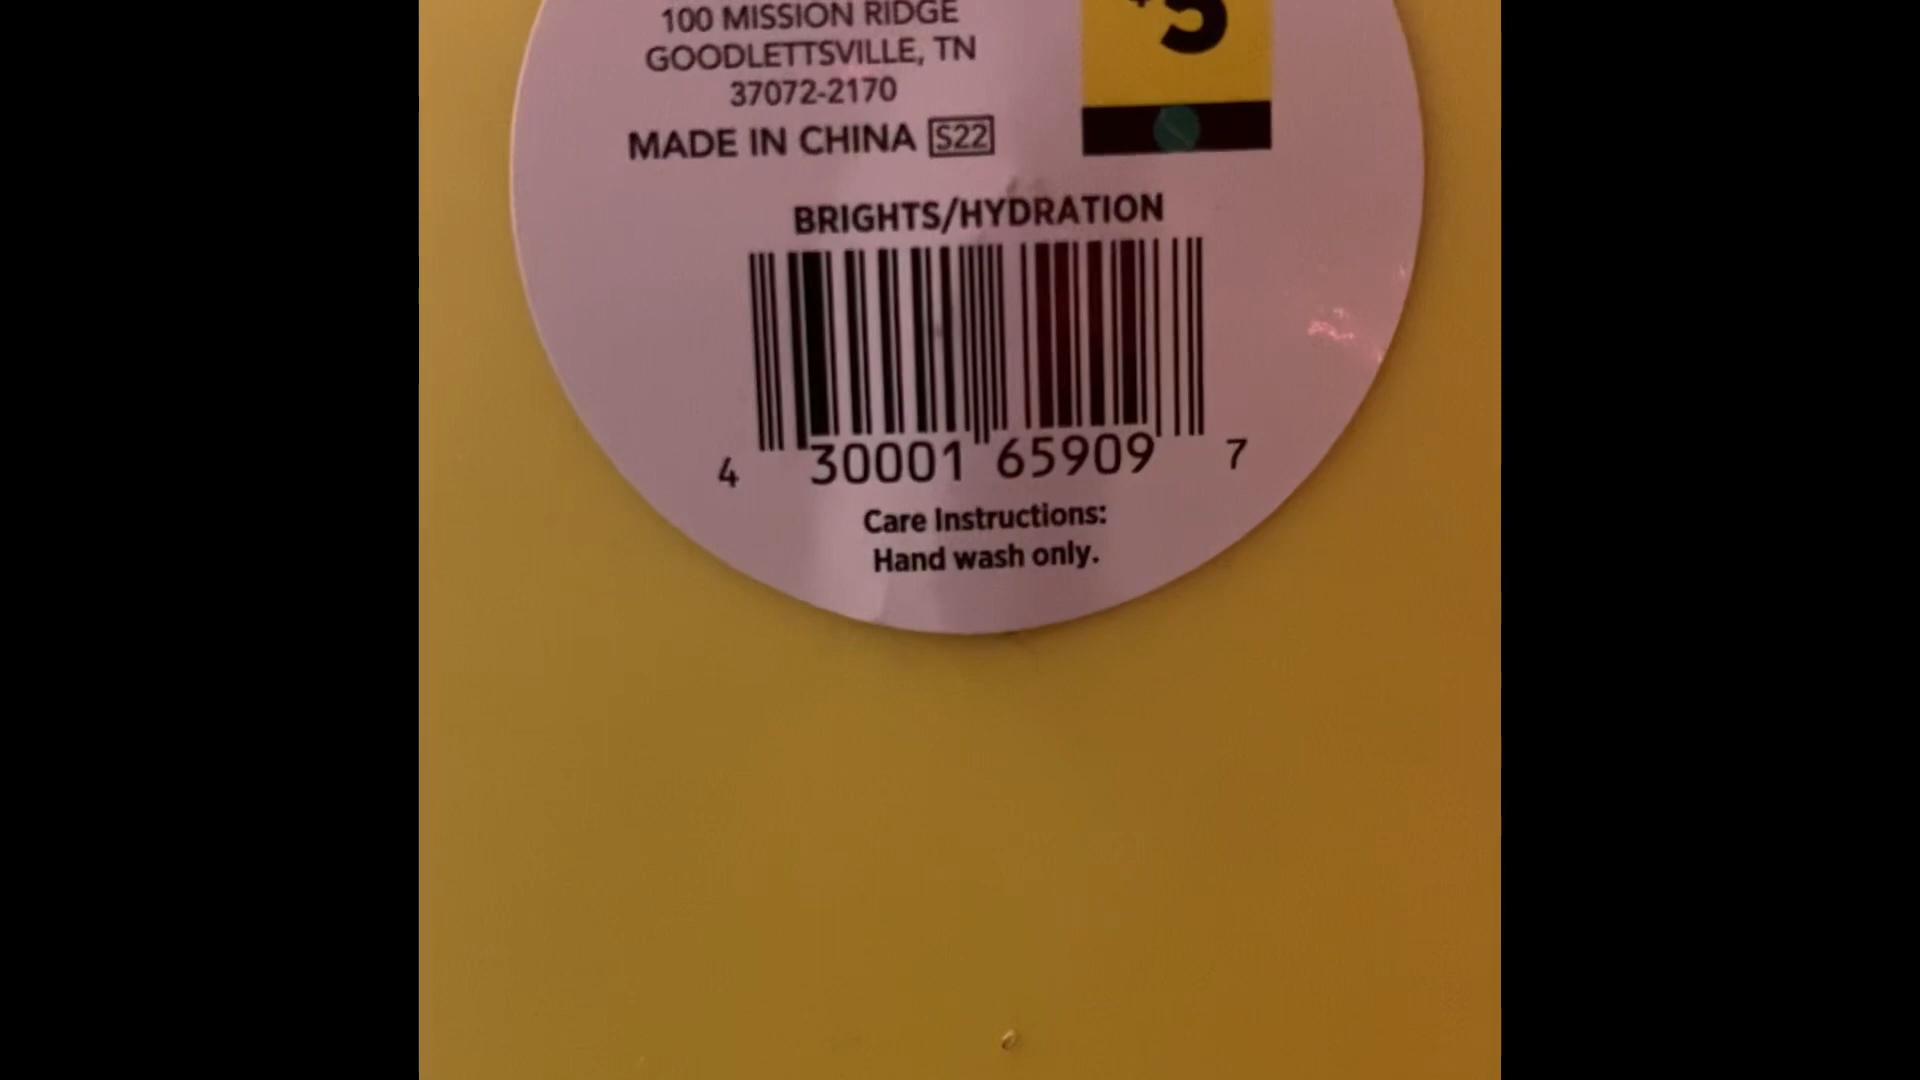 100 MISSION RIDGE
GOODLETTSVILLE, TN
37072-2170
MADE IN CHINA S22
5
BRIGHTS/HYDRATION
4 30001 65909 7
Care Instructions:
Hand wash only.